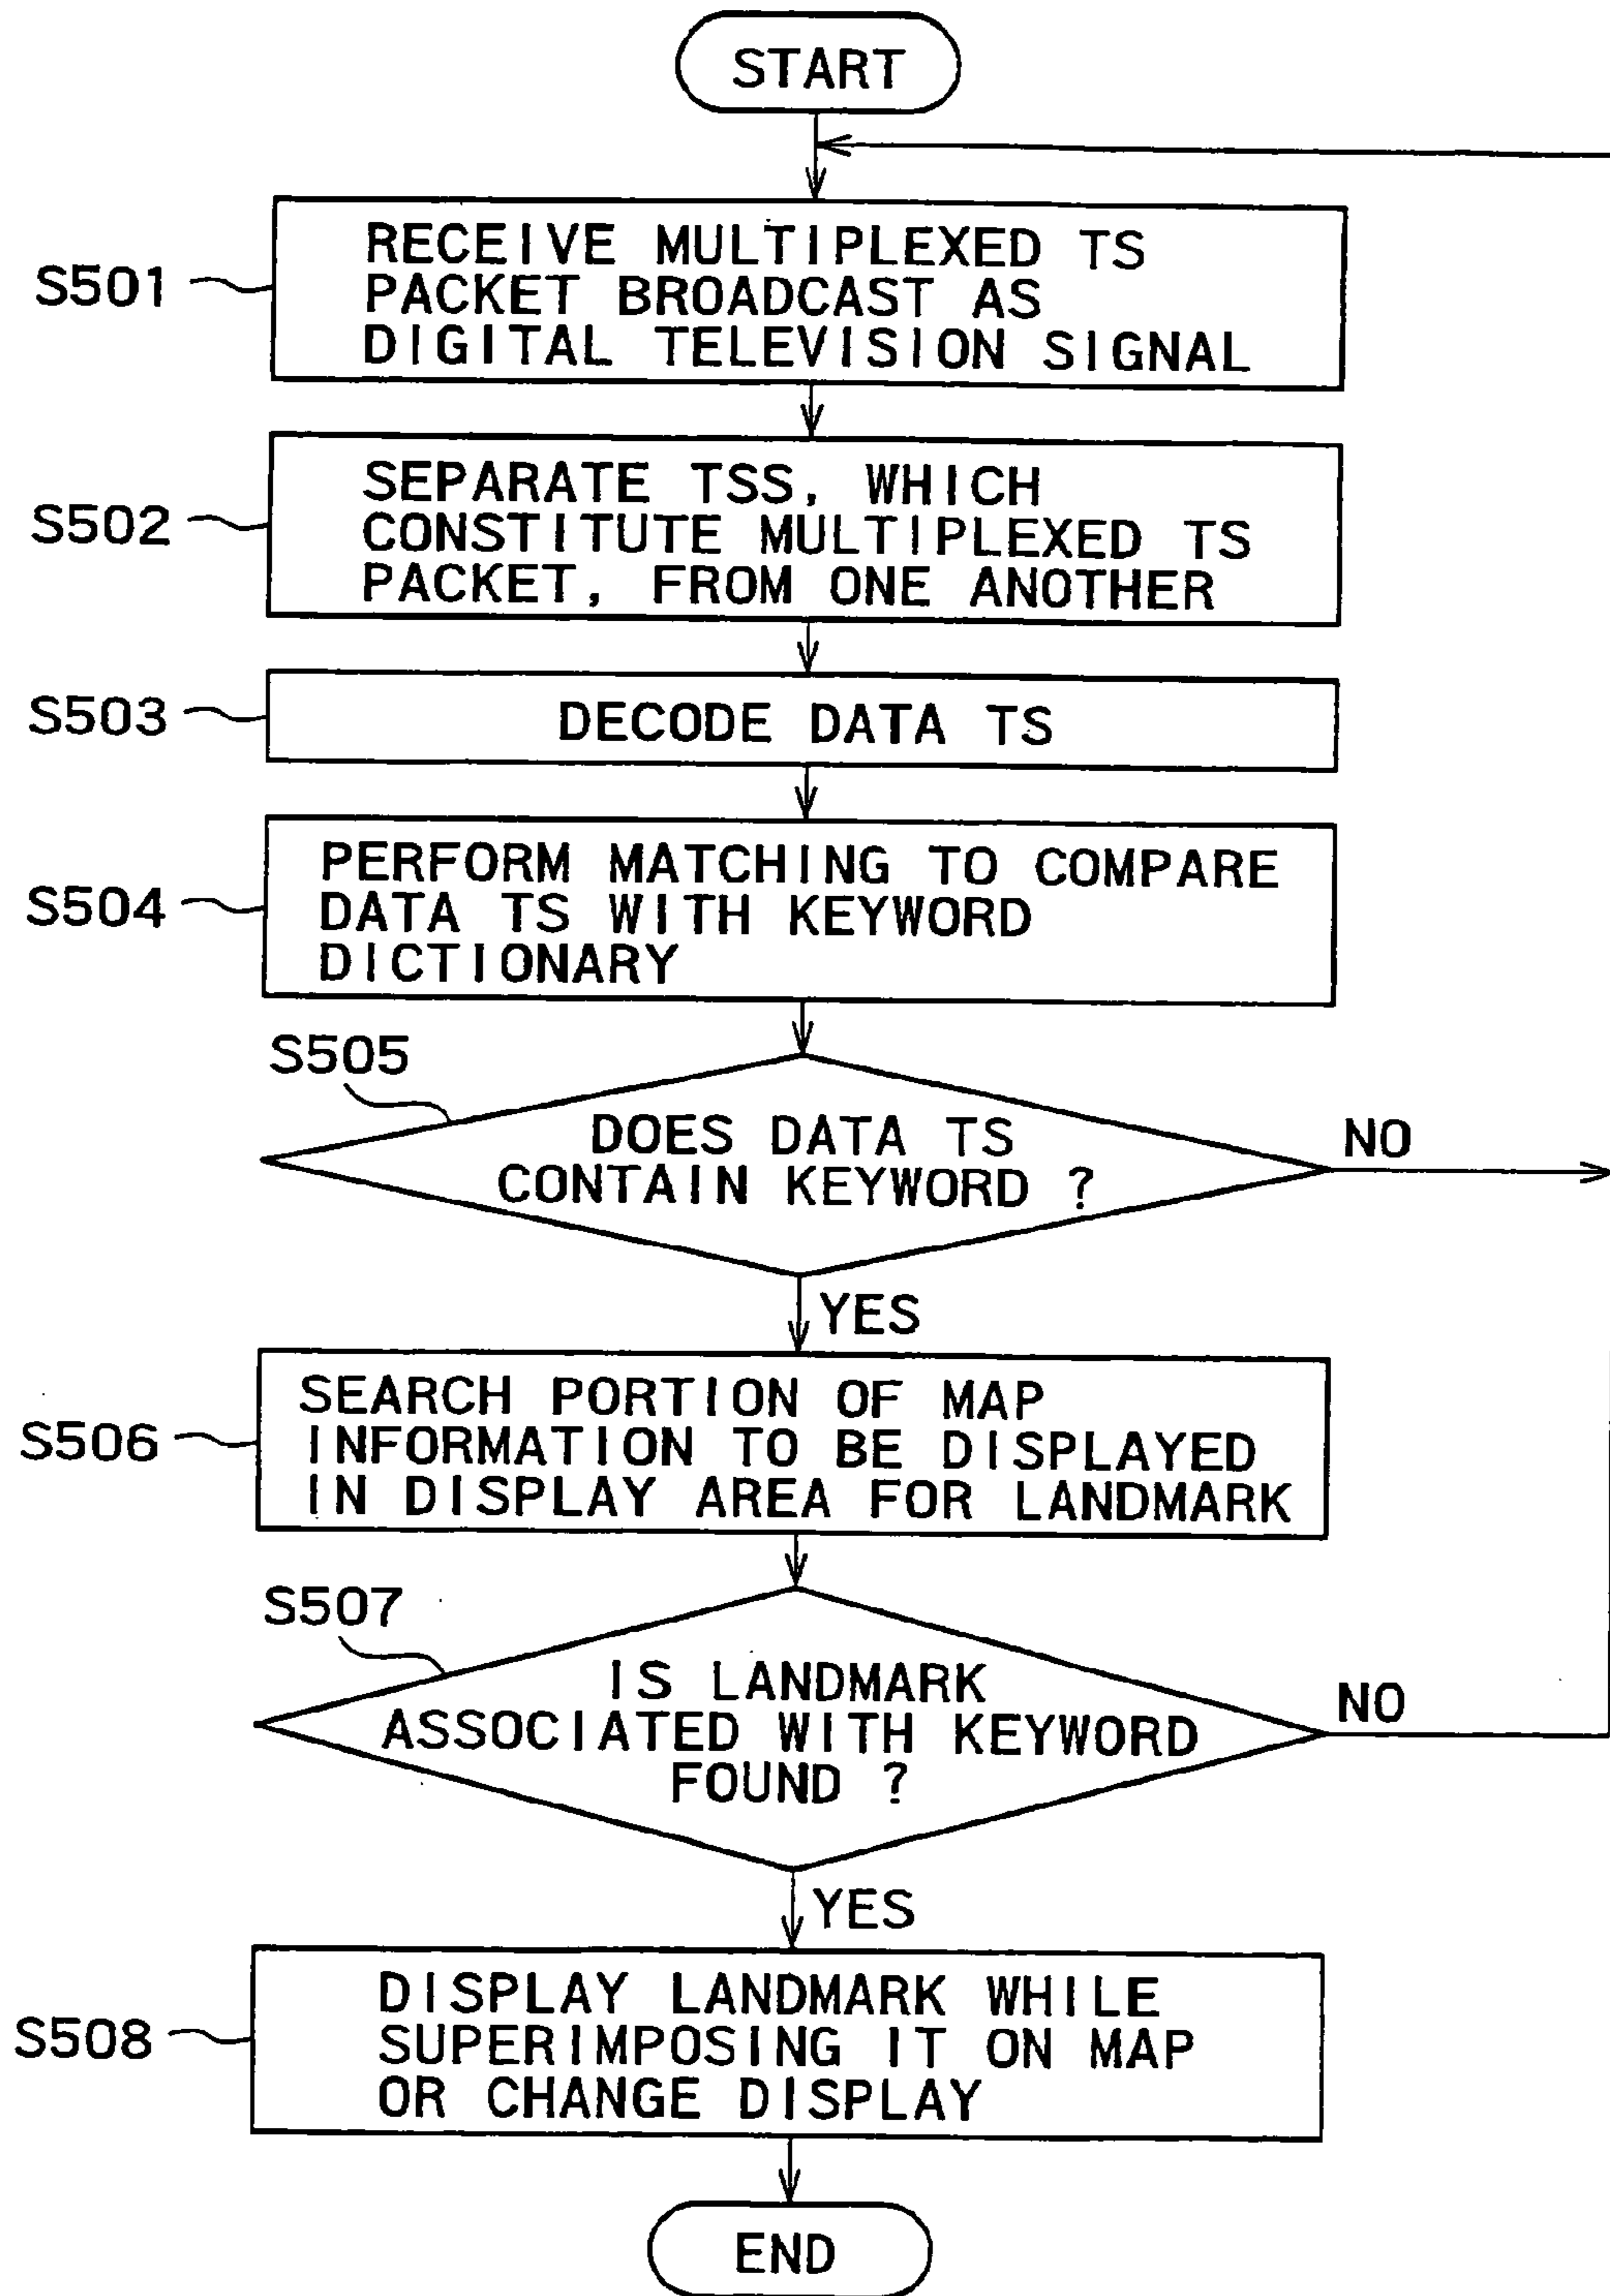 START
S501
RECEIVE MULTIPLEXED TS
PACKET BROADCAST AS
DIGITAL TELEVISION SIGNAL
S502
SEPARATE TSS, WHICH
CONSTITUTE MULTIPLEXED TS
PACKET, FROM ONE ANOTHER
S503
DECODE DATA TS
S504
PERFORM MATCHING TO COMPARE
DATA TS WITH KEYWORD
DICTIONARY
S505
DOES DATA TS
CONTAIN KEYWORD ?
NO
YES
S506
SEARCH PORTION OF MAP
INFORMATION TO BE DISPLAYED
IN DISPLAY AREA FOR LANDMARK
S507
IS LANDMARK
ASSOCIATED WITH KEYWORD
FOUND ?
NO
YES
S508
DISPLAY LANDMARK WHILE
SUPERIMPOSING IT ON MAP
OR CHANGE DISPLAY
END